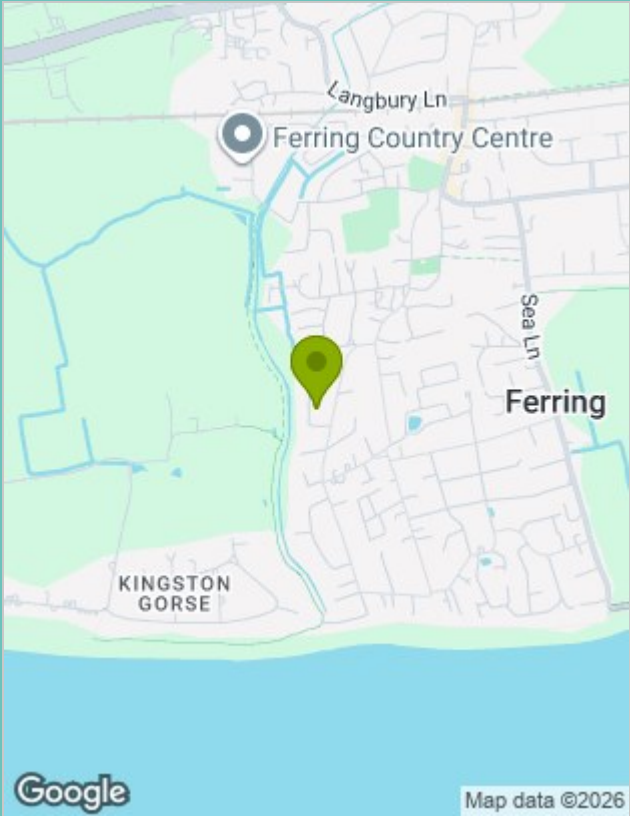 Langbury Ln
Ferring Country Centre
Sea Ln
Ferring
KINGSTON
GORSE
Google
Map data ©2026